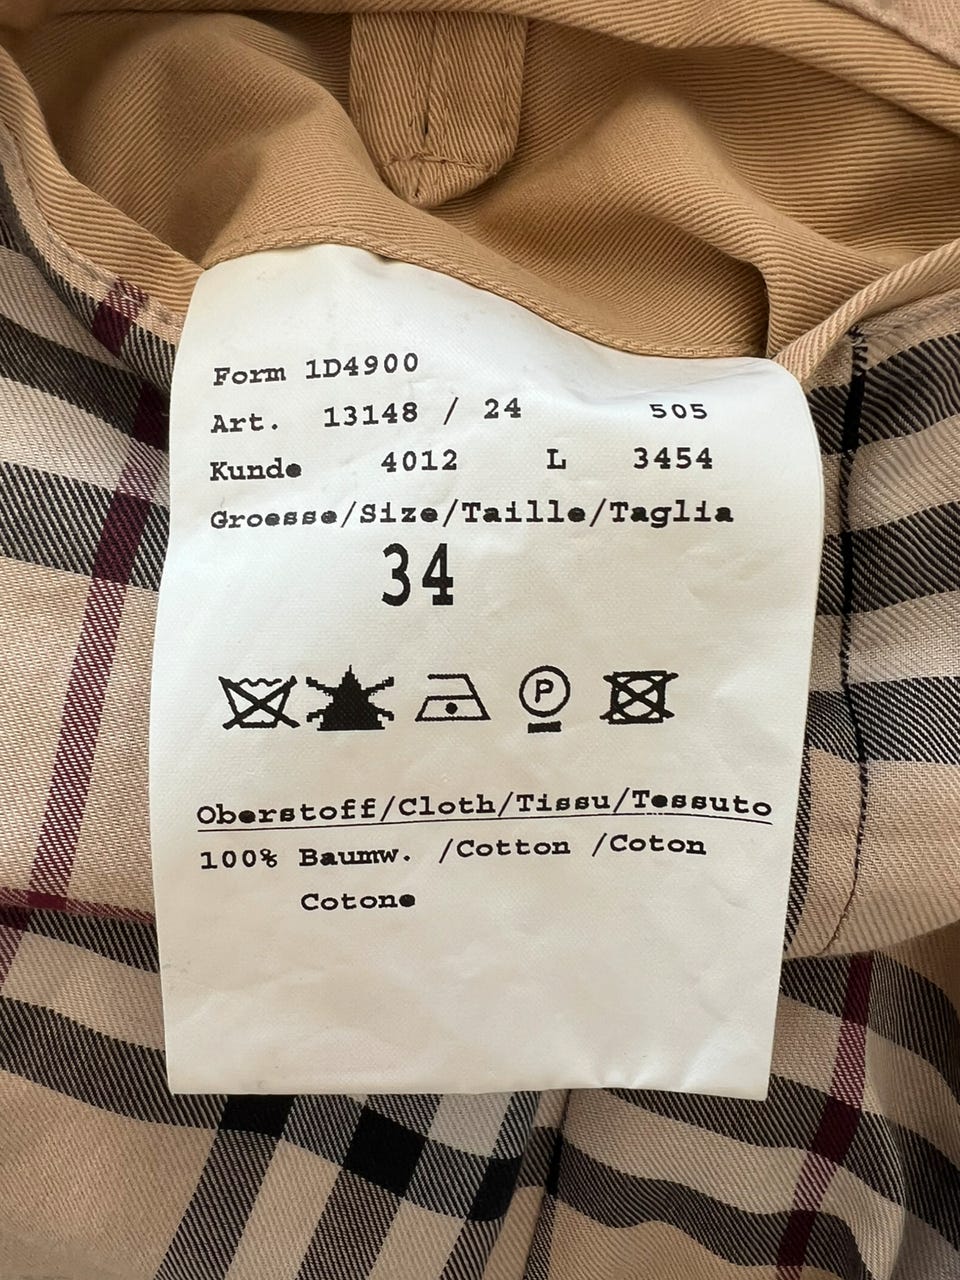 Form 1D4900
Art. 13148 / 24 505
Kunde 4012 L 3454
Groesse/Size/Taille/Taglia
34
P
Oberstoff/Cloth/Tissu/Tessuto
100% Baumw. /Cotton /Coton
Cotone